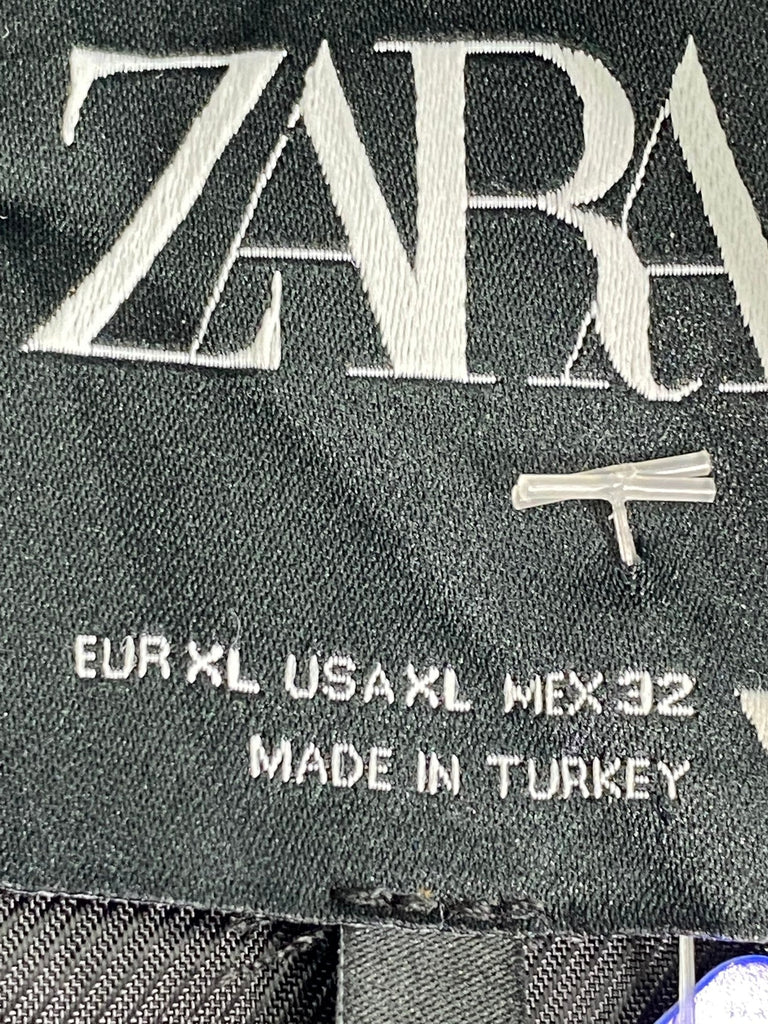 ZARA
EUR XL USA XL MEX 32
MADE IN TURKEY